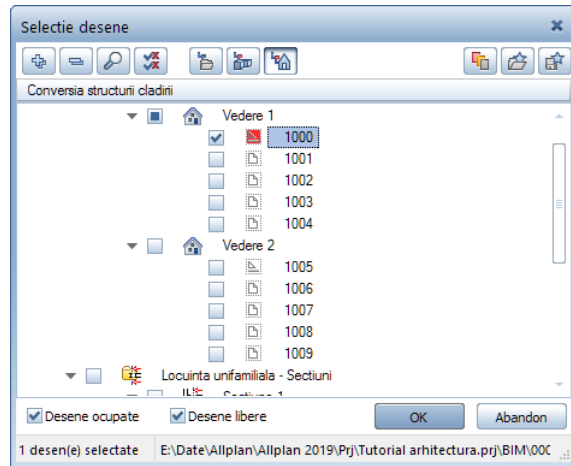 Selectie desene
Conversia structurii cladirii
Vedere 1
1000
1001
1002
1003
1004
Vedere 2
1005
1006
1007
1008
1009
Locuinta unifamiliala - Sectiuni
Desene ocupate Desene libere OK Abandon
1 desen(e) selectate E:\Date\Allplan\Allplan 2019\Prj\Tutorial arhitectura.prj\BIM\000